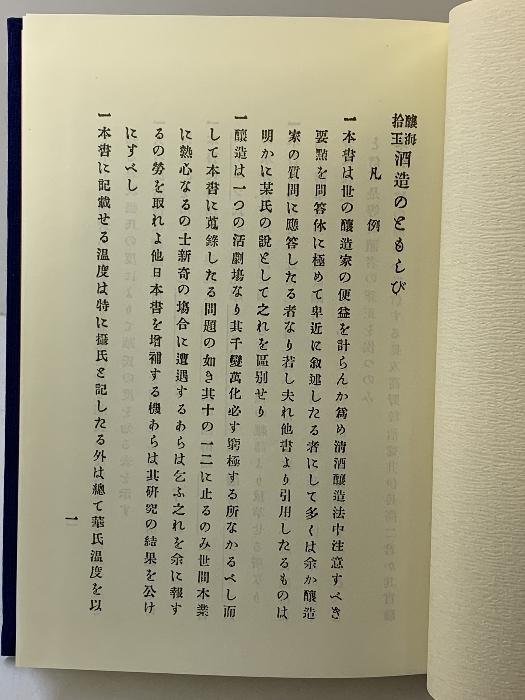 釀海拾玉 酒造のともしび
凡例
一本書は世の釀造家の便益を計らんか爲め淸酒釀造法中注意すべき
要點を問答体に極めて卑近に叙述したる者にして多くは余か釀造
家の質問に應答したる者なり若し夫れ他書より引用したるものは
明かに某氏の說として之れを區別せり
一釀造は一つの活劇塲なり其千變萬化必す窮極する所なかるべし而
して本書に蒐錄したる問題の如き其十の一二に止るのみ世間本業
に熱心なるの士新奇の塲合に遭遇するあらは乞ふ之れを余に報す
るの勞を取れよ他日本書を增補する機あらは其硏究の結果を公け
にすべし
一本書に記載せる溫度は特に攝氏と記したる外は總て華氏溫度を以
一